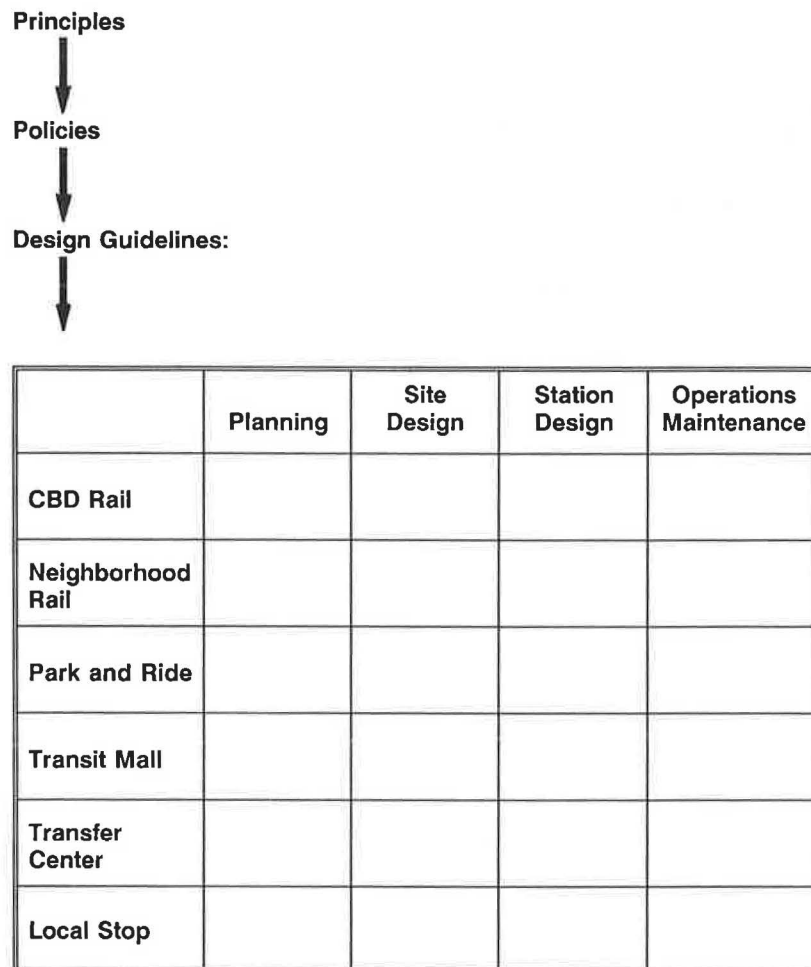 Principles
Policies
Design Guidelines:
Planning
Site
Design
Station
Design
Operations
Maintenance
CBD Rail
Neighborhood
Rail
Park and Ride
Transit Mall
Transfer
Center
Local Stop